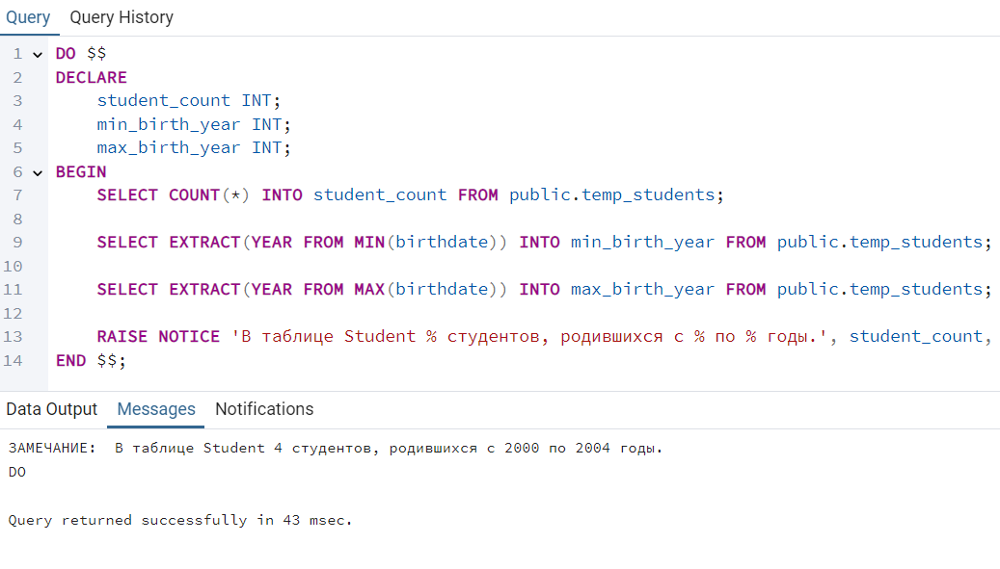 Query Query History
1 DO $$
2 DECLARE
3 student_count INT;
4 min_birth_year INT;
5 max_birth_year INT;
6 BEGIN
7 SELECT COUNT(*) INTO student_count FROM public.temp_students;
8
9 SELECT EXTRACT(YEAR FROM MIN(birthdate)) INTO min_birth_year FROM public.temp_students;
10
11 SELECT EXTRACT(YEAR FROM MAX(birthdate)) INTO max_birth_year FROM public.temp_students;
12
13 RAISE NOTICE 'В таблице Student % студентов, родившихся с % по % годы.', student_count,
14 END $$;
Data Output Messages Notifications
ЗАМЕЧАНИЕ: В таблице Student 4 студентов, родившихся с 2000 по 2004 годы.
DO
Query returned successfully in 43 msec.